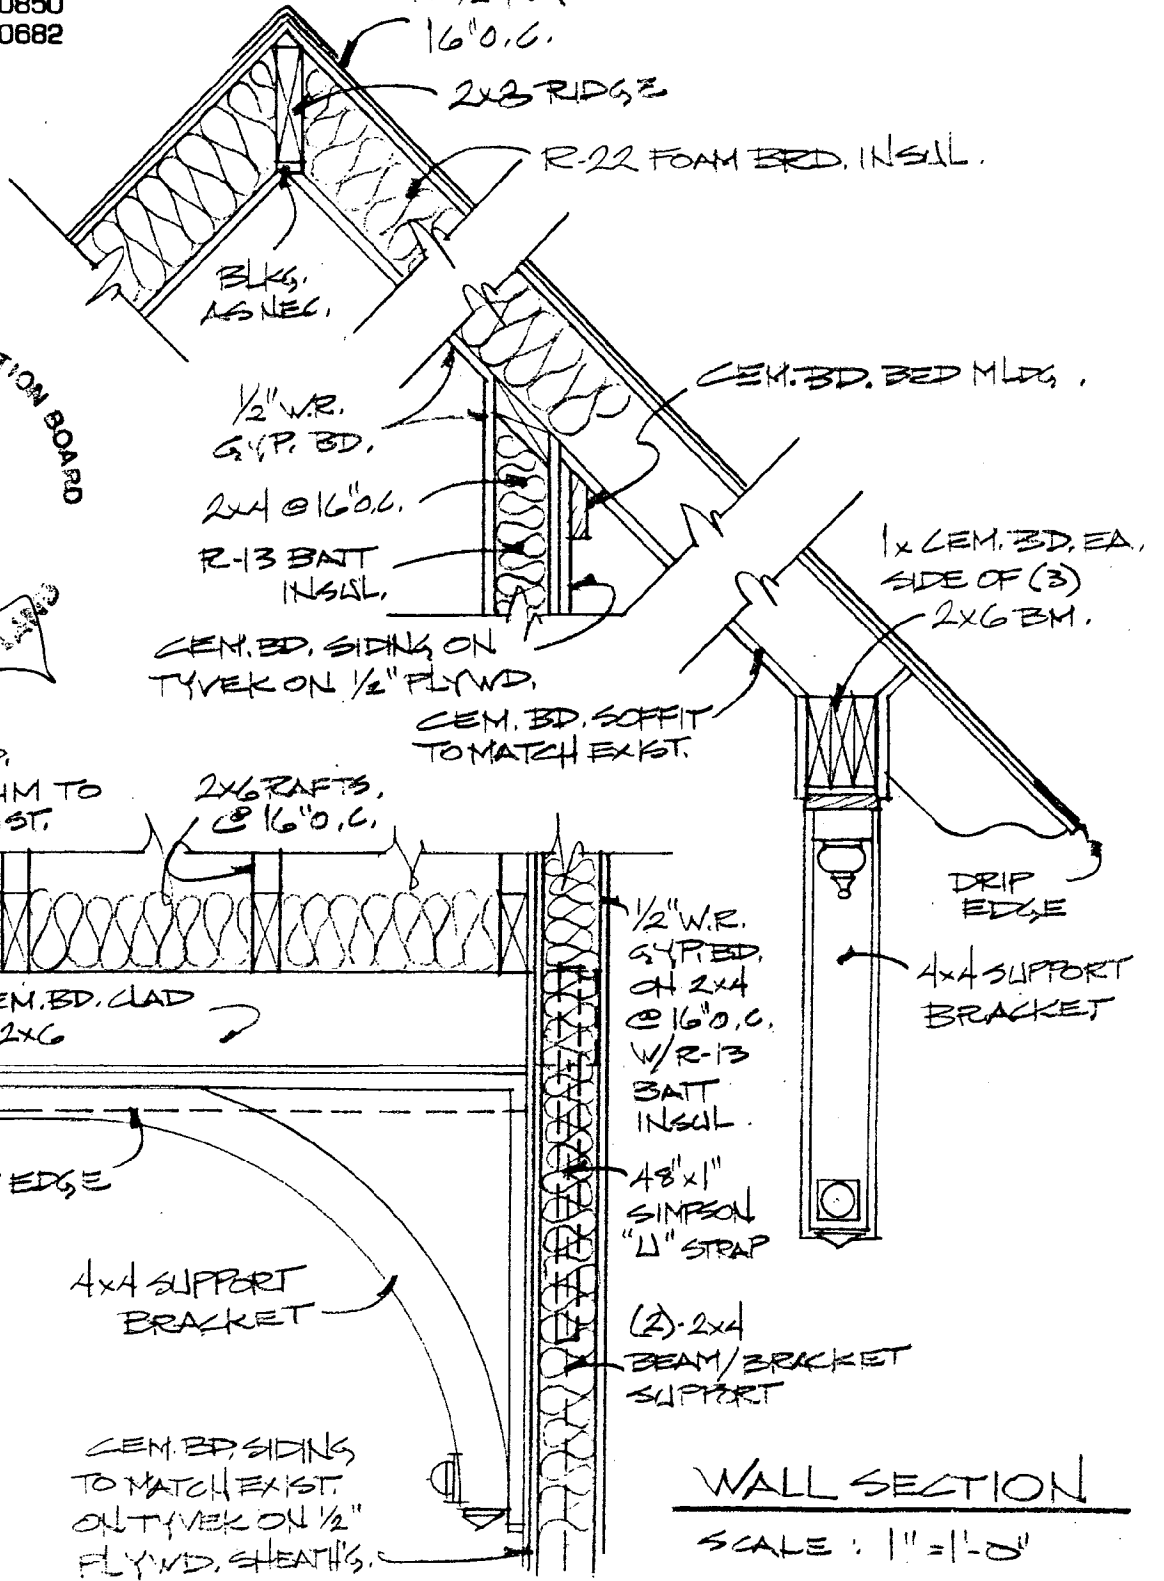 0850
0682
16"O.C.
2x8 RIDGE
R-22 FOAM BRD. INSUL.
BLKG.
AS NEC.
TION BOARD
CEM.BD. BED MLDG.
1/2" W.R.
GYP. BD.
2x4 @ 16"O.C.
R-13 BATT
INSUL.
1x CEM. BD. EA.
SIDE OF (3)
2x6 BM.
CEM. BD. SIDING ON
TYVEK ON 1/2" PLYWD.
CEM. BD. SOFFIT
TO MATCH EXIST.
TO
ST.
2x6 RAFTS.
@ 16"O.C.
DRIP
EDGE
1/2" W.R.
GYP. BD.
ON 2x4
@ 16"O.C.
W/R-13
BATT
INSUL.
4x4 SUPPORT
BRACKET
EM. BD. CLAD
2x6
EDGE
48"x1"
SIMPSON
"U" STRAP
4x4 SUPPORT
BRACKET
(2)-2x4
BEAM/BRACKET
SUPPORT
CEM. BD. SIDING
TO MATCH EXIST.
ON TYVEK ON 1/2"
PLYWD. SHEATH'G.
WALL SECTION
SCALE : 1"=1'-0"